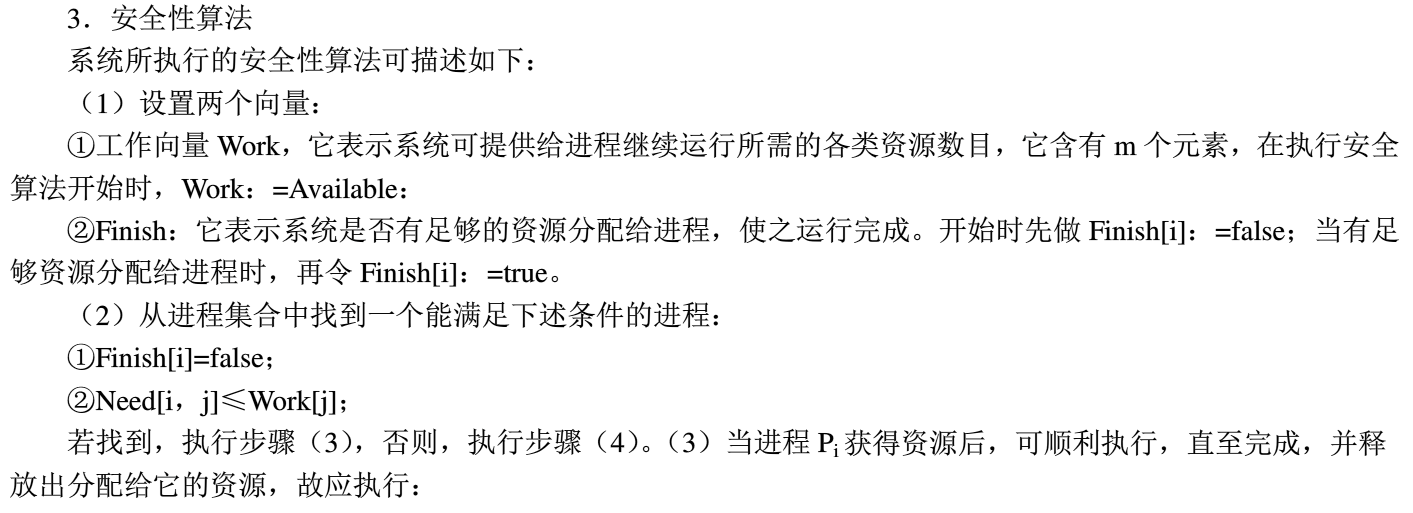 3．安全性算法
系统所执行的安全性算法可描述如下：
（1）设置两个向量：
①工作向量 Work，它表示系统可提供给进程继续运行所需的各类资源数目，它含有 m 个元素，在执行安全
算法开始时，Work：=Available：
②Finish：它表示系统是否有足够的资源分配给进程，使之运行完成。开始时先做 Finish[i]：=false；当有足
够资源分配给进程时，再令 Finish[i]：=true。
（2）从进程集合中找到一个能满足下述条件的进程：
①Finish[i]=false；
②Need[i，j]≤Work[j]；
若找到，执行步骤（3），否则，执行步骤（4）。（3）当进程 Pi 获得资源后，可顺利执行，直至完成，并释
放出分配给它的资源，故应执行：